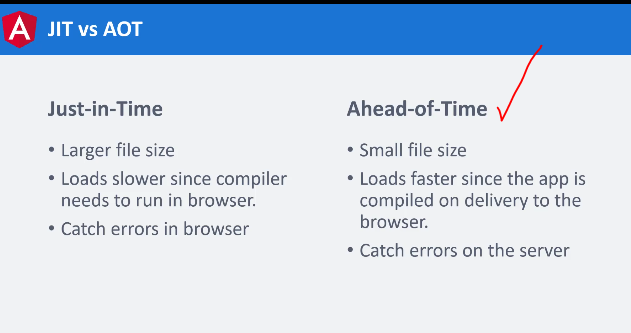 JIT vs AOT
Just-in-Time
• Larger file size
• Loads slower since compiler
needs to run in browser.
• Catch errors in browser
Ahead-of-Time
• Small file size
• Loads faster since the app is
compiled on delivery to the
browser.
• Catch errors on the server